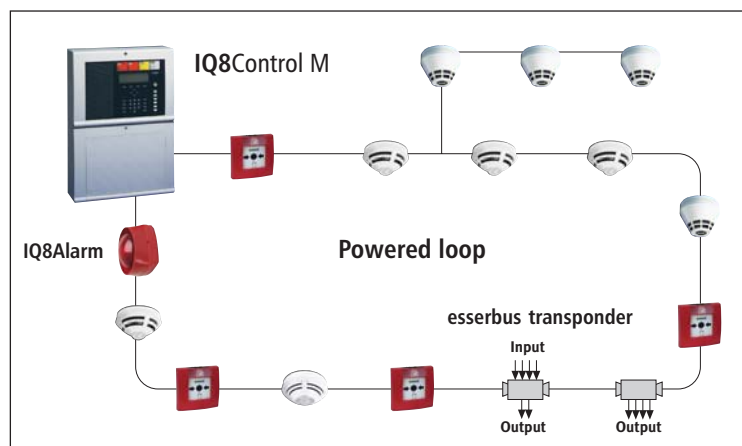 IQ8Control M
IQ8Alarm
Powered loop
esserbus transponder
Input
Output
Output